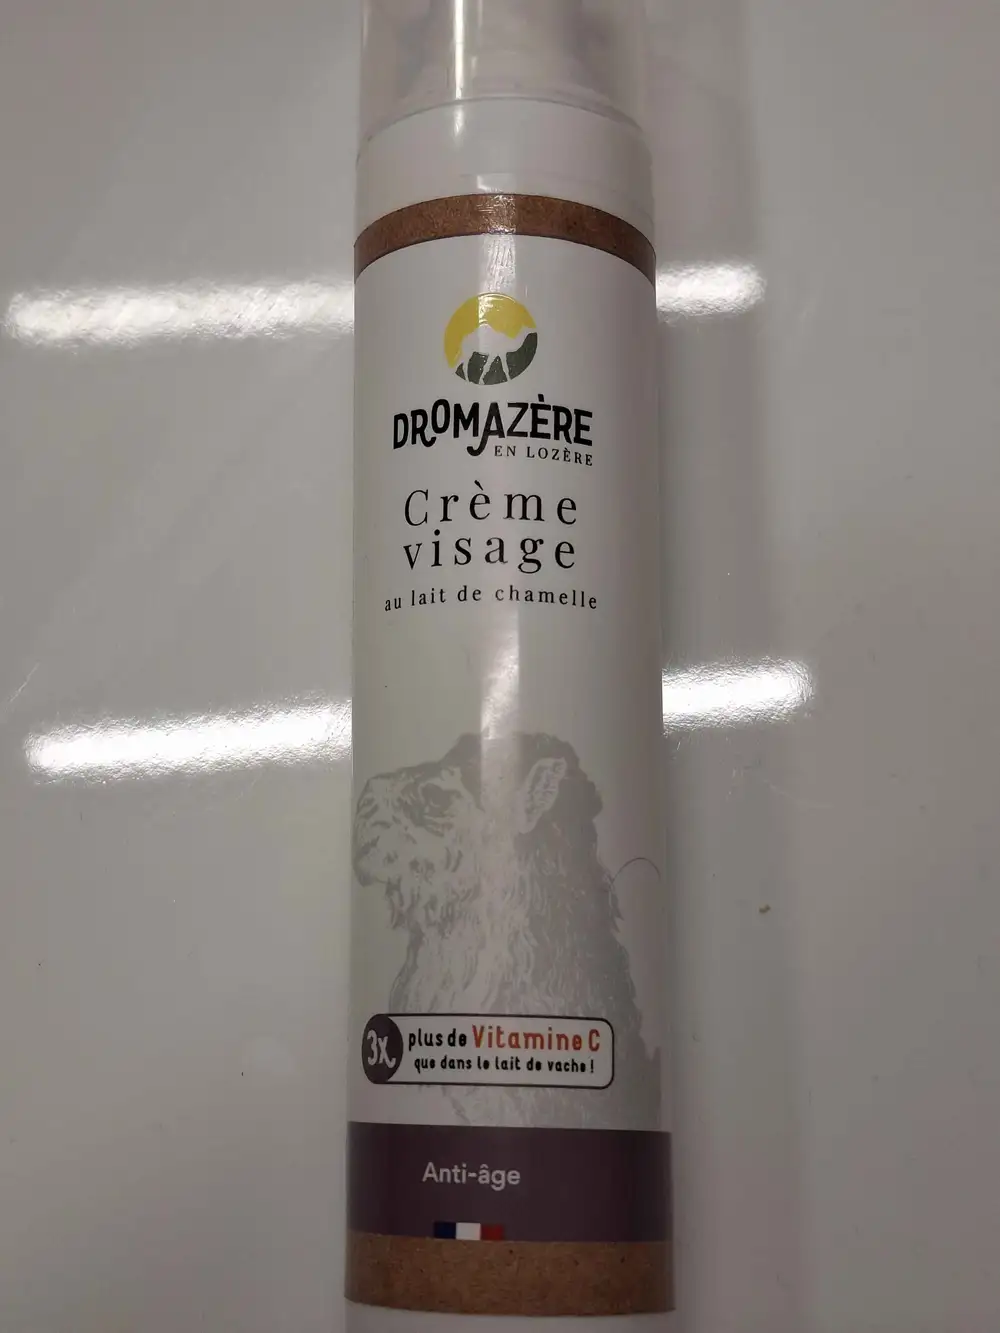 DROMAZÈRE
EN LOZÈRE
Crème
visage
au lait de chamelle
3x plus de Vitamine C
que dans le lait de vache !
Anti-âge